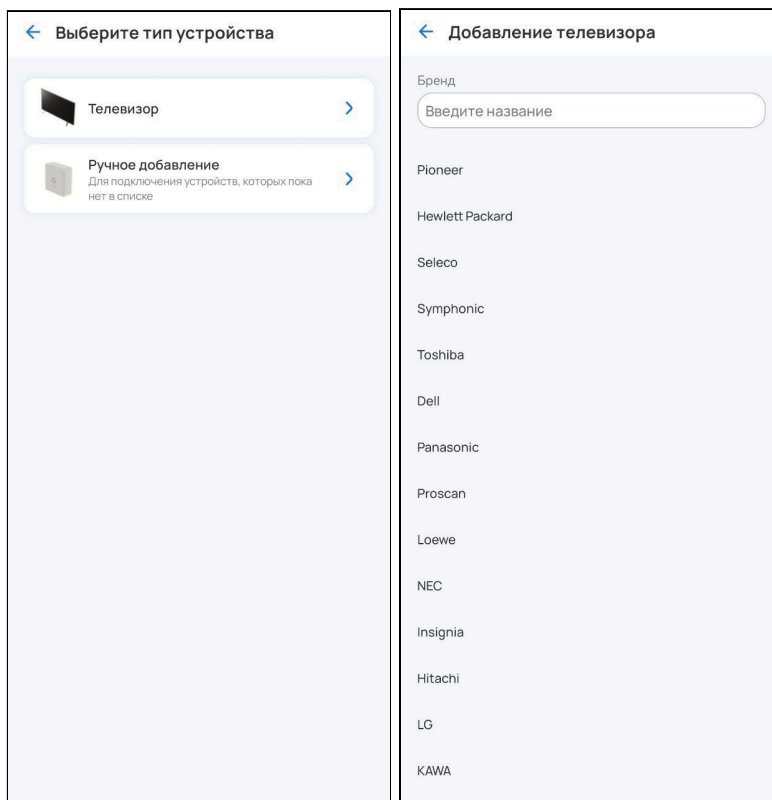 Выберите тип устройства
Телевизор
Ручное добавление
Для подключения устройств, которых пока
нет в списке
Добавление телевизора
Бренд
Введите название
Pioneer
Hewlett Packard
Seleco
Symphonic
Toshiba
Dell
Panasonic
Proscan
Loewe
NEC
Insignia
Hitachi
LG
KAWA